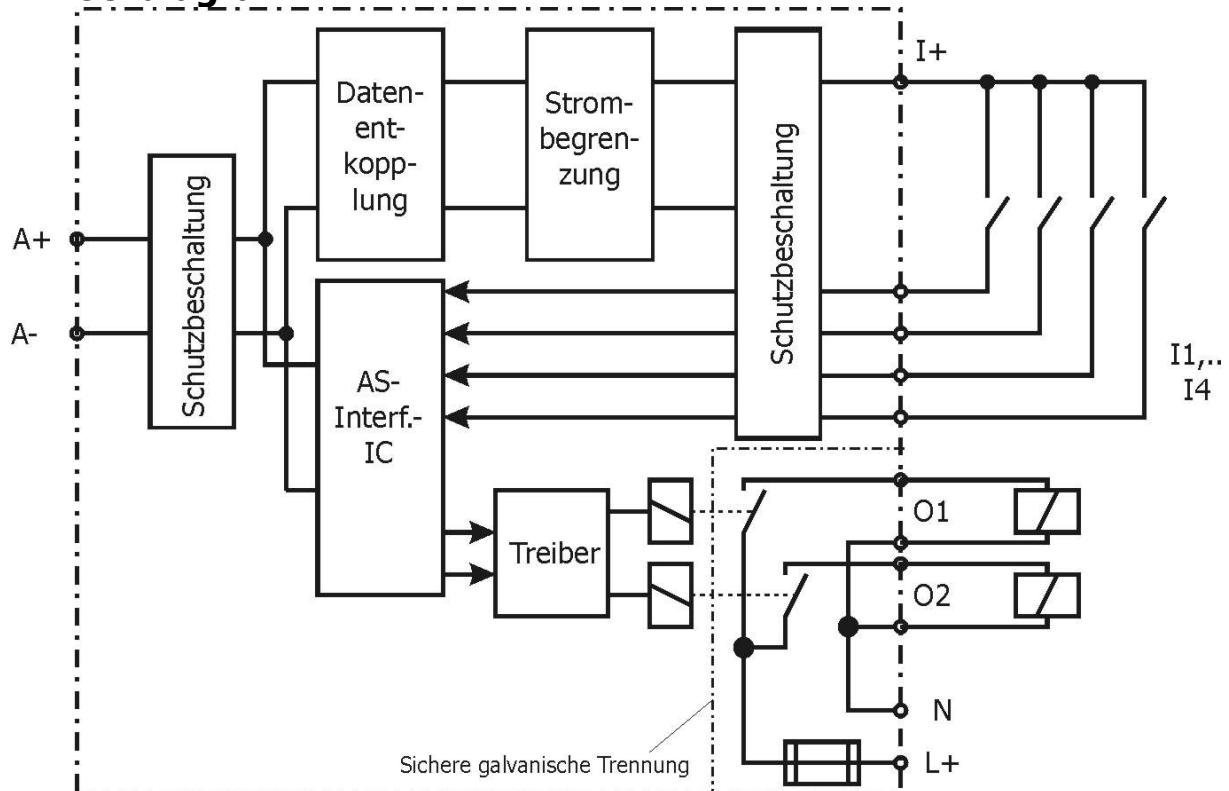 I+
Daten-
ent-
kopp-
lung
Strom-
begren-
zung
Schutzbeschaltung
Schutzbeschaltung
A+
A-
I1,..
I4
AS-
Interf.-
IC
Treiber
O1
O2
N
L+
Sichere galvanische Trennung